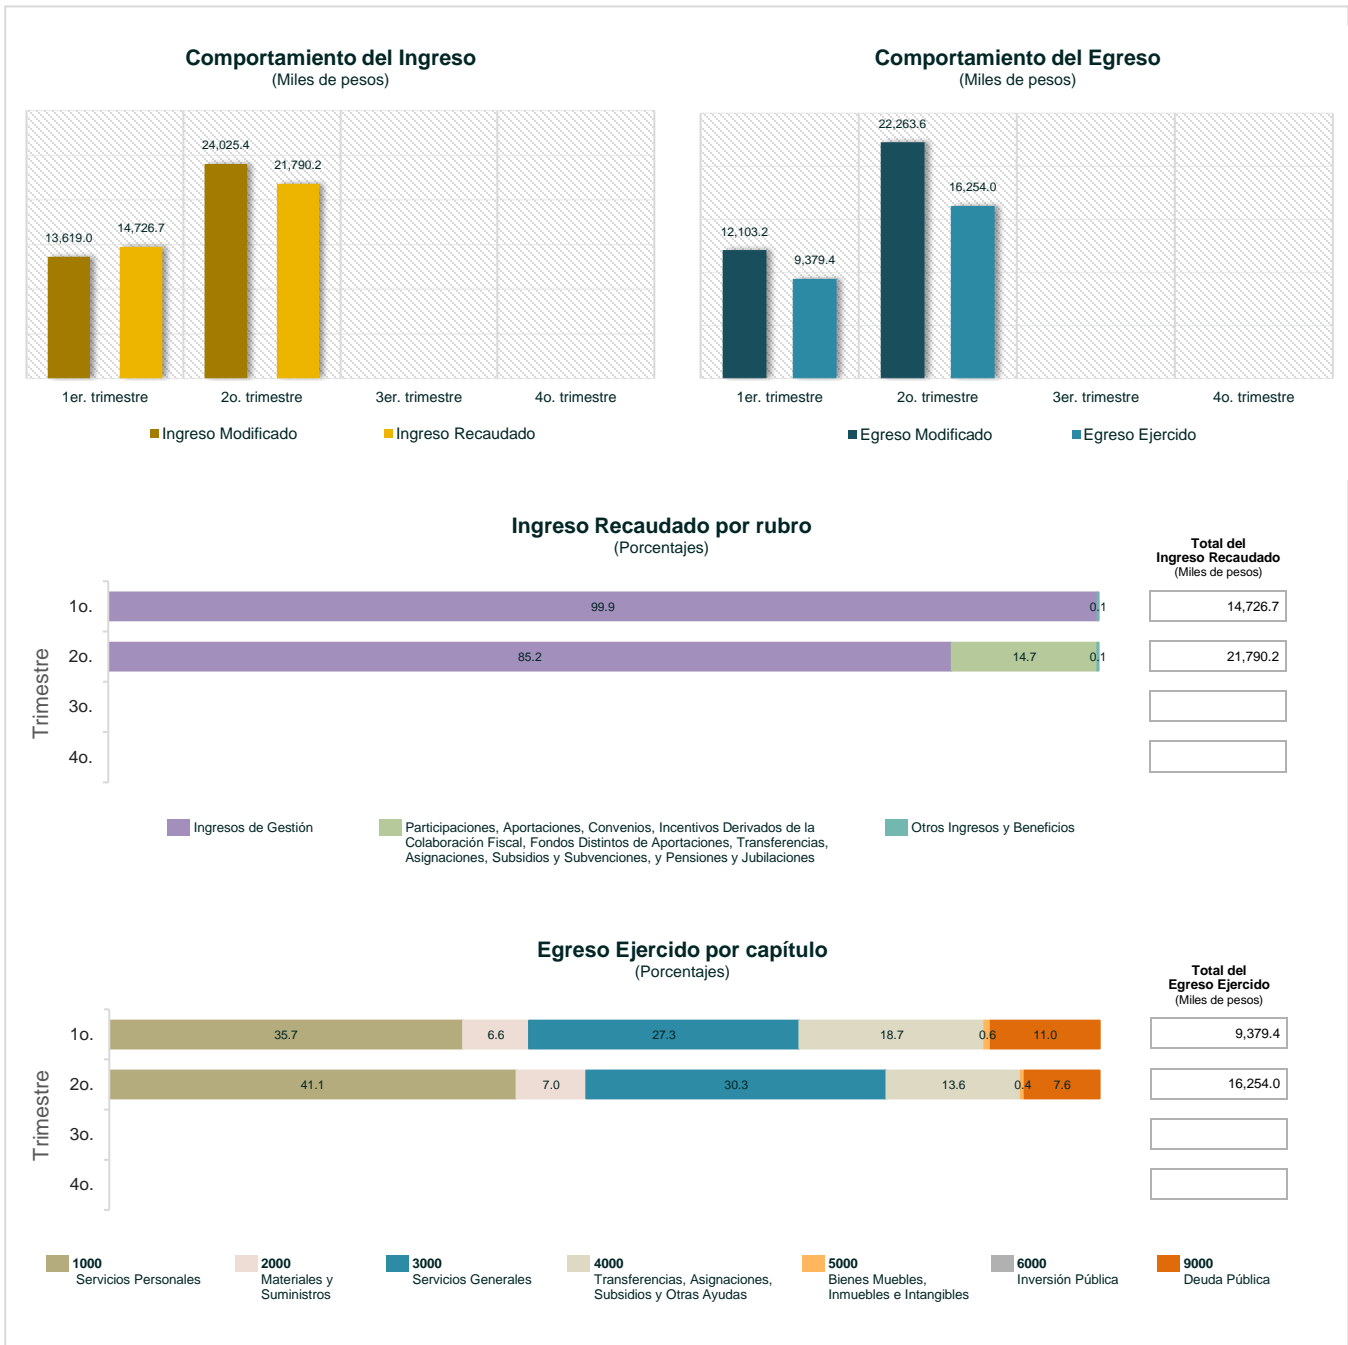 Comportamiento del Ingreso
(Miles de pesos)
24,025.4
21,790.2
13,619.0
14,726.7
1er. trimestre
2o. trimestre
3er. trimestre
4o. trimestre
Ingreso Modificado
Ingreso Recaudado
Comportamiento del Egreso
(Miles de pesos)
22,263.6
16,254.0
12,103.2
9,379.4
1er. trimestre
2o. trimestre
3er. trimestre
4o. trimestre
Egreso Modificado
Egreso Ejercido
Ingreso Recaudado por rubro
(Porcentajes)
Total del
Ingreso Recaudado
(Miles de pesos)
Trimestre
1o.
99.9
0.1
14,726.7
2o.
85.2
14.7
0.1
21,790.2
3o.
4o.
Ingresos de Gestión
Participaciones, Aportaciones, Convenios, Incentivos Derivados de la
Colaboración Fiscal, Fondos Distintos de Aportaciones, Transferencias,
Asignaciones, Subsidios y Subvenciones, y Pensiones y Jubilaciones
Otros Ingresos y Beneficios
Egreso Ejercido por capítulo
(Porcentajes)
Total del
Egreso Ejercido
(Miles de pesos)
Trimestre
1o.
35.7
6.6
27.3
18.7
0.6
11.0
9,379.4
2o.
41.1
7.0
30.3
13.6
0.4
7.6
16,254.0
3o.
4o.
1000
Servicios Personales
2000
Materiales y
Suministros
3000
Servicios Generales
4000
Transferencias, Asignaciones,
Subsidios y Otras Ayudas
5000
Bienes Muebles,
Inmuebles e Intangibles
6000
Inversión Pública
9000
Deuda Pública